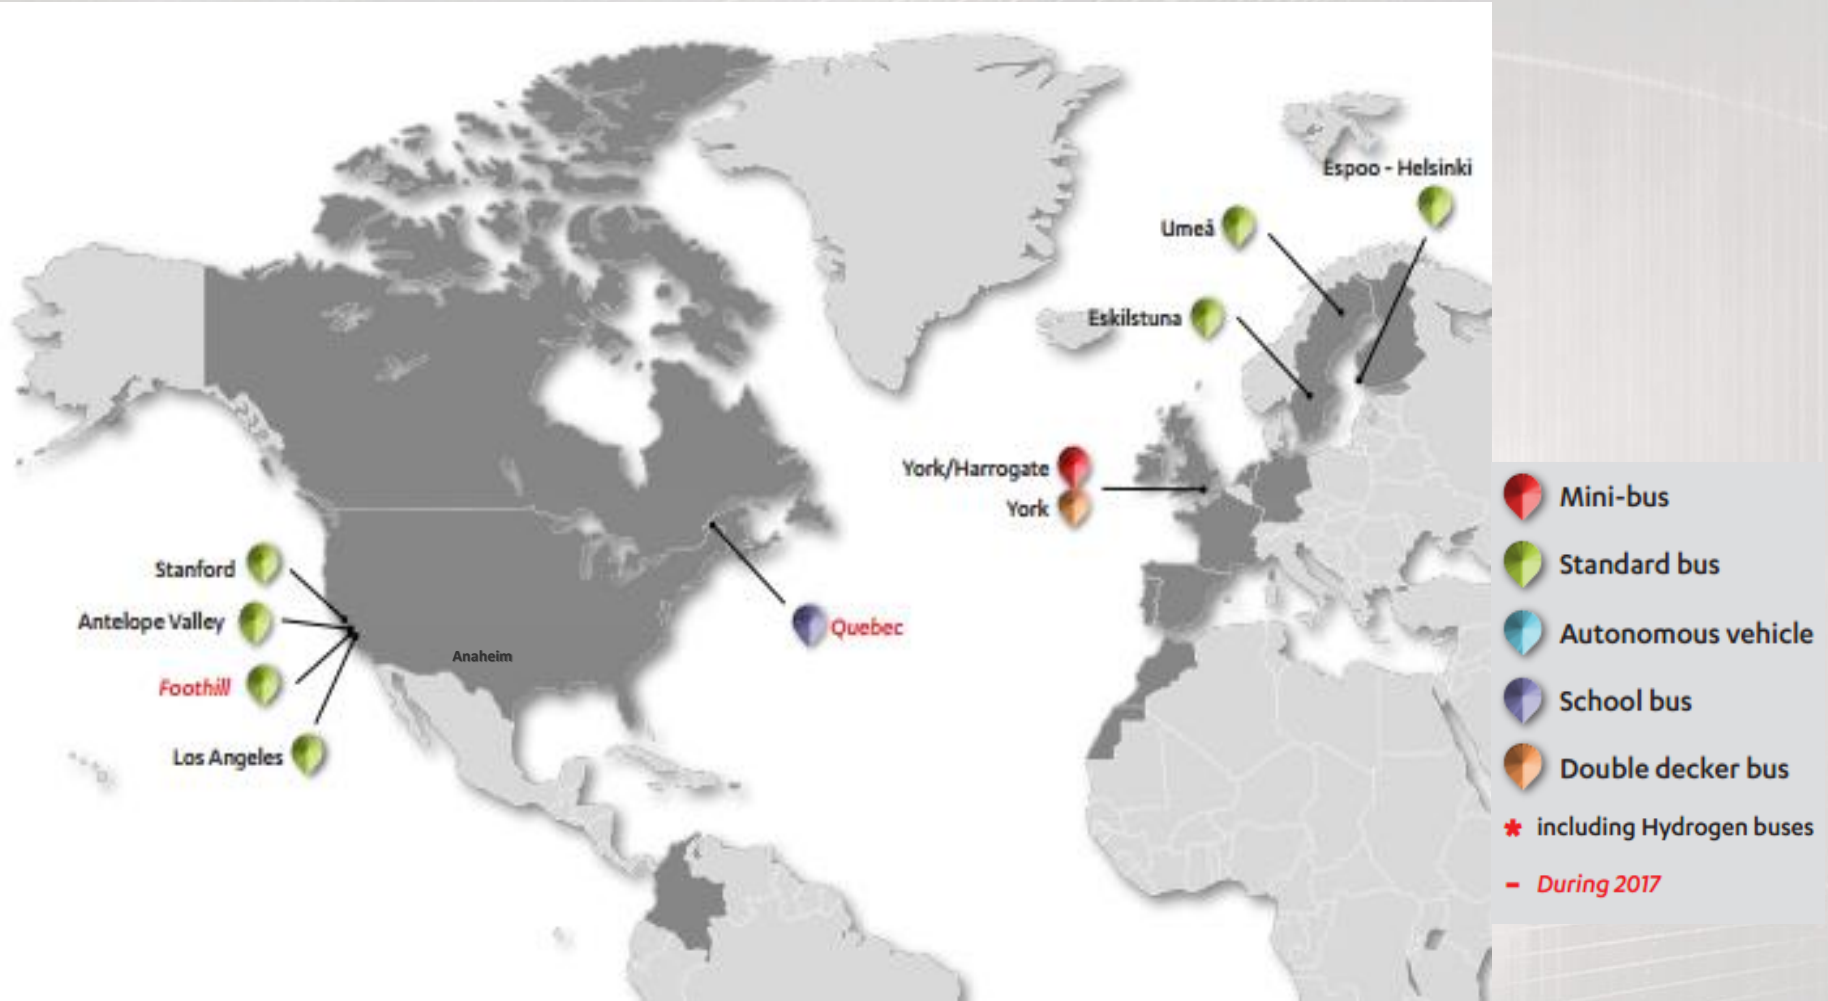 Espoo - Helsinki
Umeå
Eskilstuna
York/Harrogate
York
Stanford
Antelope Valley
Foothill
Los Angeles
Anaheim
Quebec
Mini-bus
Standard bus
Autonomous vehicle
School bus
Double decker bus
* including Hydrogen buses
- During 2017